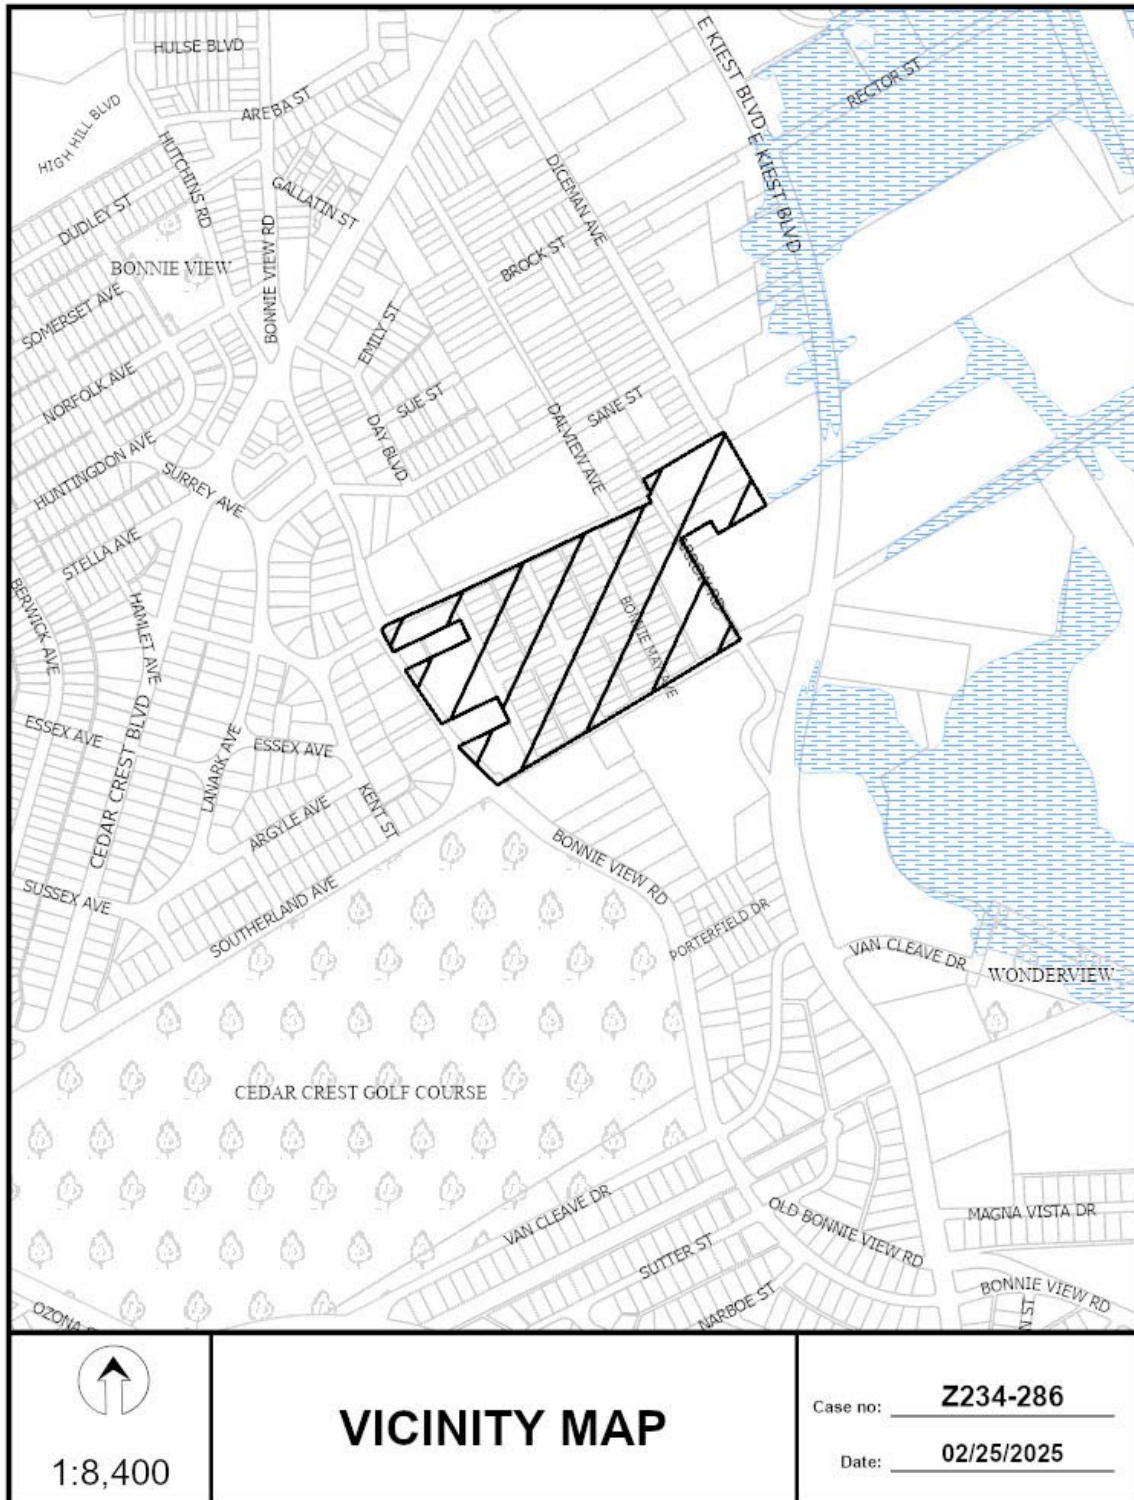 HULSE BLVD
E KIEST BLVD
E KIEST BLVD
RECTOR ST
HIGH HILL BLVD
AREBA ST
HUTCHINS RD
GALLATIN ST
DICEMAN AVE
DUDLEY ST
BONNIE VIEW RD
BROCK ST
BONNIE VIEW
SOMERSET AVE
EMILY ST
NORFOLK AVE
SUE ST
SANE ST
DAY BLVD
DALVIEW AVE
HUNTINGDON AVE
SURREY AVE
STELLA AVE
BERWICK AVE
HAMLET AVE
BONNIE MAY AVE
ESSEX AVE
ESSEX AVE
LANARK AVE
CEDAR CREST BLVD
ARGYLE AVE
KENT ST
BONNIE VIEW RD
SUSSEX AVE
SOUTHERLAND AVE
PORTERFIELD DR
VAN CLEAVE DR
WONDERVIEW
CEDAR CREST GOLF COURSE
VAN CLEAVE DR
OLD BONNIE VIEW RD
MAGNA VISTA DR
SUTTER ST
NARBOE ST
BONNIE VIEW RD
OZONA
N ST
1:8,400
VICINITY MAP
Case no: Z234-286
Date: 02/25/2025